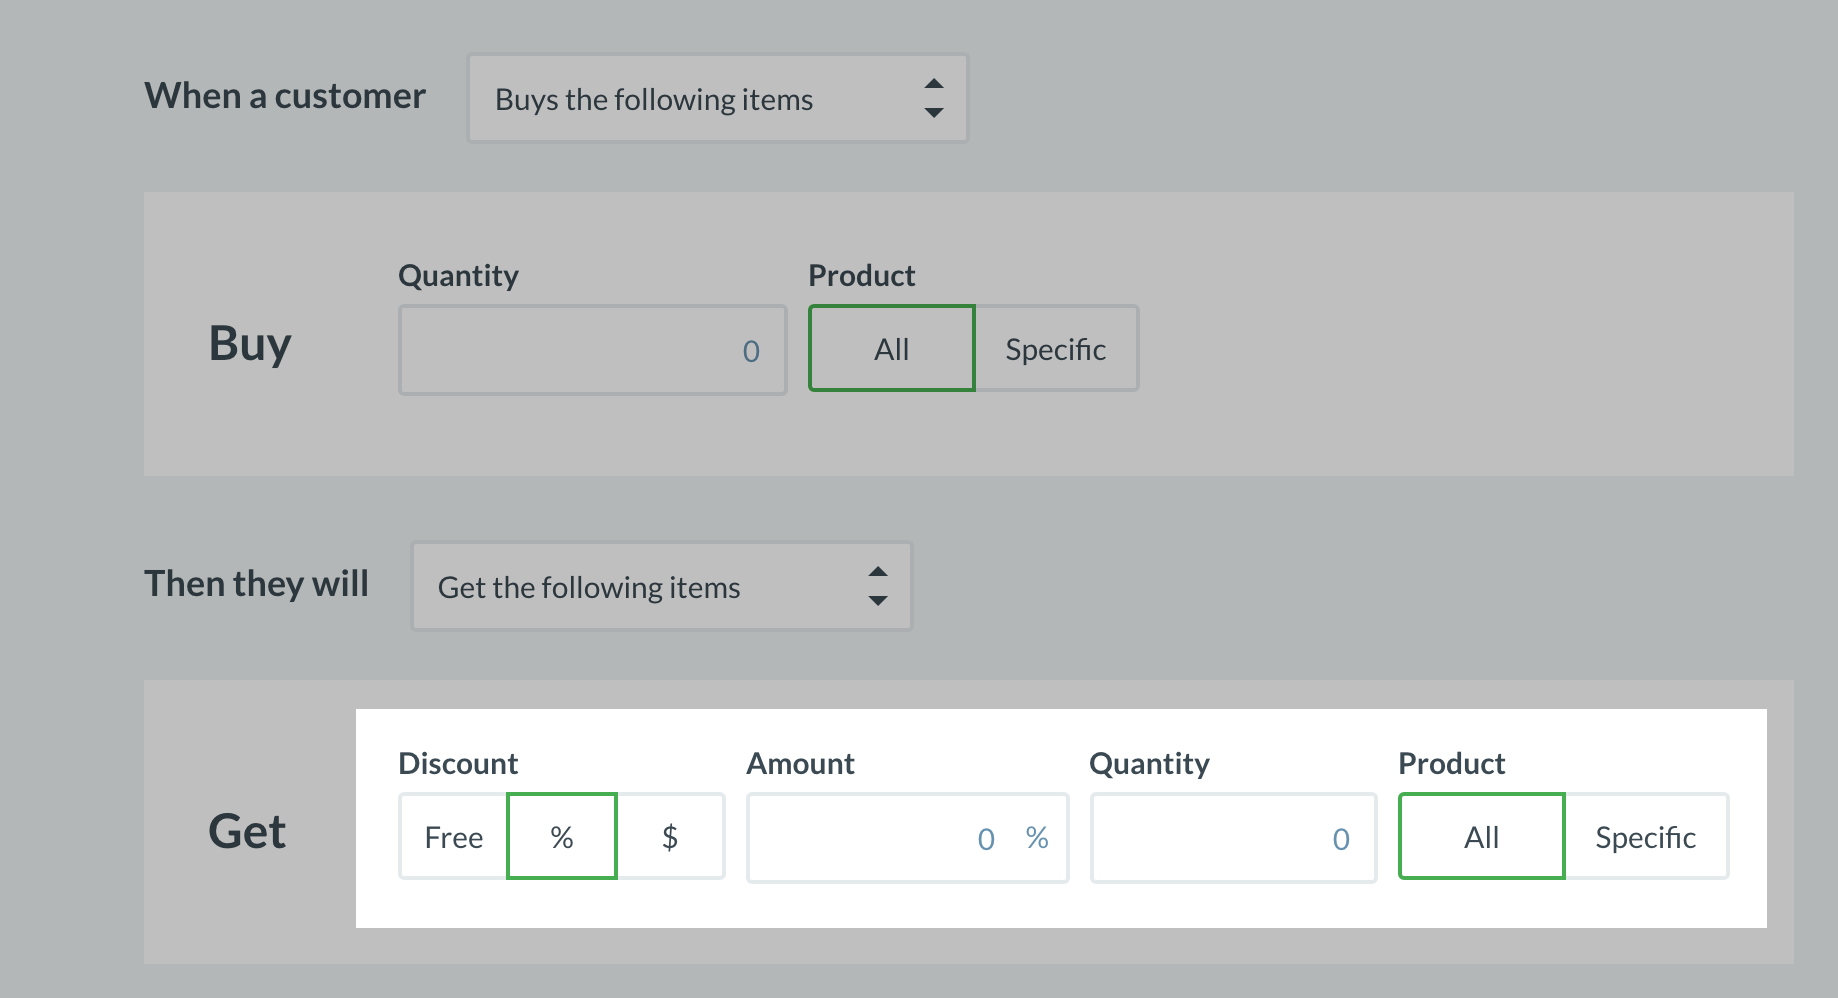 When a customer
Buys the following items
Quantity
Product
Buy
0
All
Specific
Then they will
Get the following items
Discount
Amount
Quantity
Product
Get
Free
%
$
0 %
0
All
Specific